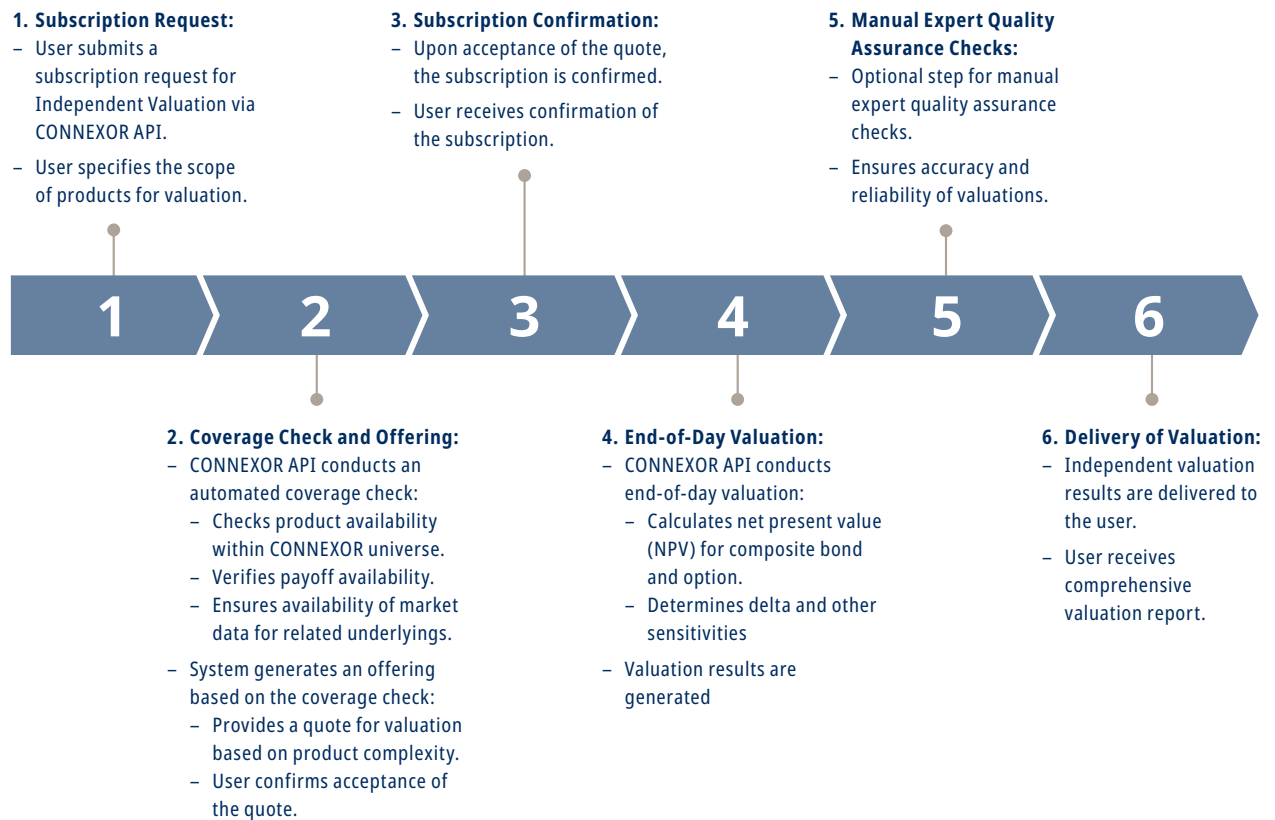 1. Subscription Request:
– User submits a
subscription request for
Independent Valuation via
CONNEXOR API.
– User specifies the scope
of products for valuation.
3. Subscription Confirmation:
– Upon acceptance of the quote,
the subscription is confirmed.
– User receives confirmation of
the subscription.
5. Manual Expert Quality
Assurance Checks:
– Optional step for manual
expert quality assurance
checks.
– Ensures accuracy and
reliability of valuations.
1
2
3
4
5
6
2. Coverage Check and Offering:
– CONNEXOR API conducts an
automated coverage check:
– Checks product availability
within CONNEXOR universe.
– Verifies payoff availability.
– Ensures availability of market
data for related underlyings.
– System generates an offering
based on the coverage check:
– Provides a quote for valuation
based on product complexity.
– User confirms acceptance of
the quote.
4. End-of-Day Valuation:
– CONNEXOR API conducts
end-of-day valuation:
– Calculates net present value
(NPV) for composite bond
and option.
– Determines delta and other
sensitivities
– Valuation results are
generated
6. Delivery of Valuation:
– Independent valuation
results are delivered to
the user.
– User receives
comprehensive
valuation report.